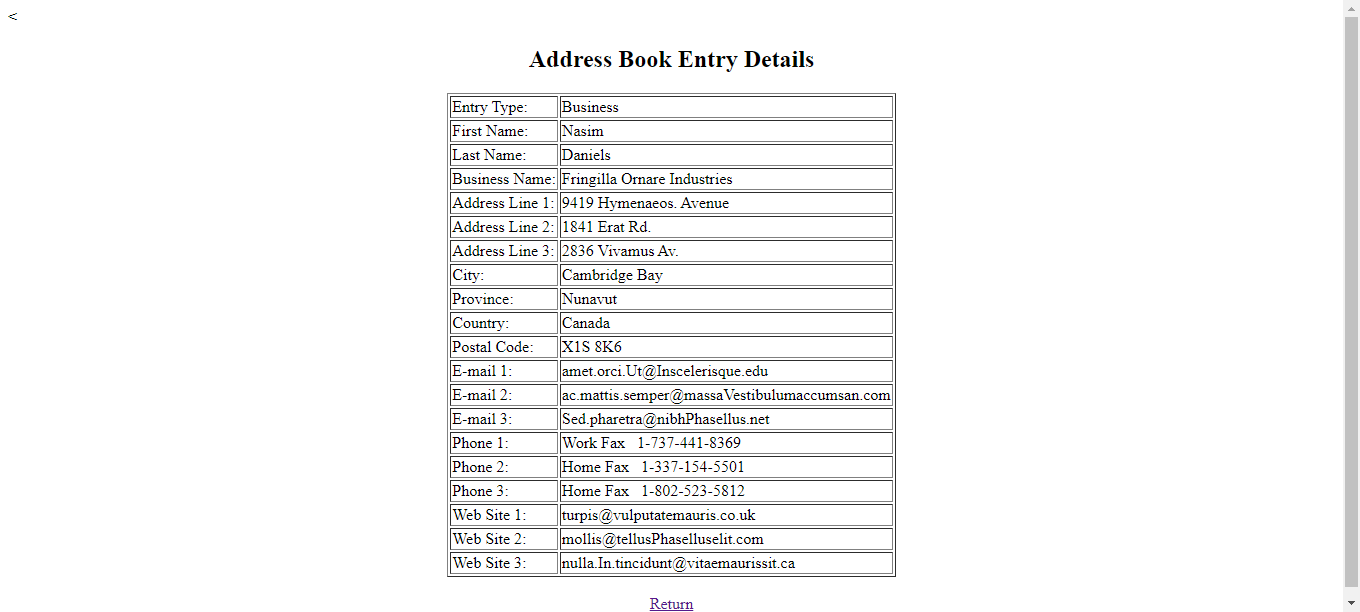 <
Address Book Entry Details
Entry Type: Business
First Name: Nasim
Last Name: Daniels
Business Name: Fringilla Ornare Industries
Address Line 1: 9419 Hymenaeos. Avenue
Address Line 2: 1841 Erat Rd.
Address Line 3: 2836 Vivamus Av.
City: Cambridge Bay
Province: Nunavut
Country: Canada
Postal Code: X1S 8K6
E-mail 1: amet.orci.Ut@Inscelerisque.edu
E-mail 2: ac.mattis.semper@massaVestibulumaccumsan.com
E-mail 3: Sed.pharetra@nibhPhasellus.net
Phone 1: Work Fax 1-737-441-8369
Phone 2: Home Fax 1-337-154-5501
Phone 3: Home Fax 1-802-523-5812
Web Site 1: turpis@vulputatemauris.co.uk
Web Site 2: mollis@tellusPhaselluselit.com
Web Site 3: nulla.In.tincidunt@vitaemaurissit.ca
Return